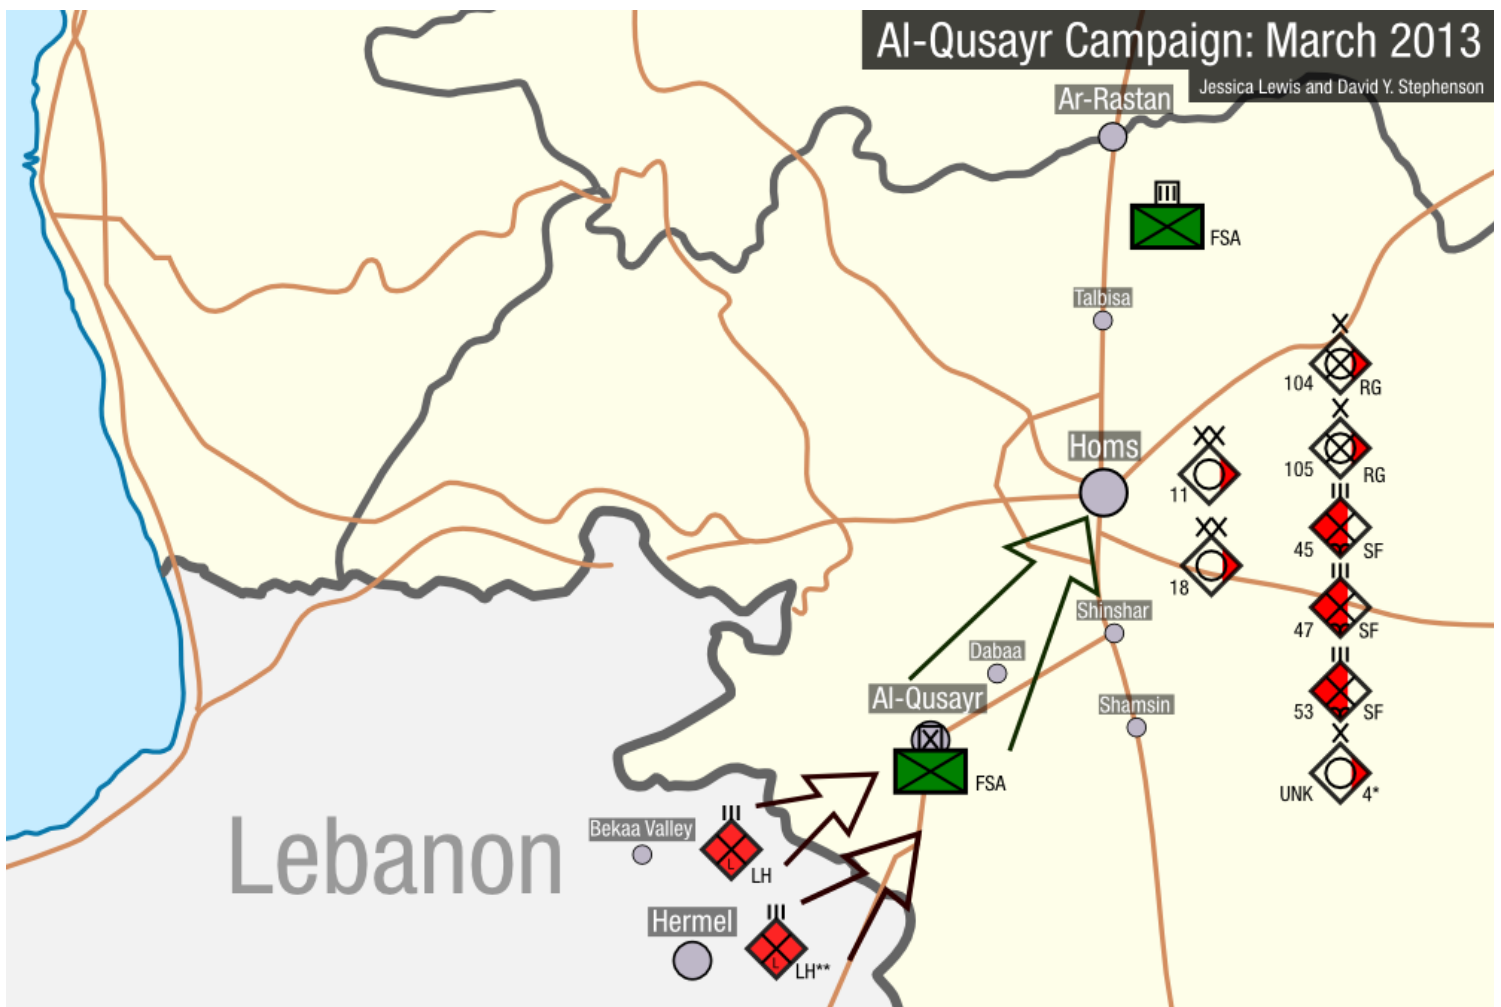 Al-Qusayr Campaign: March 2013
Jessica Lewis and David Y. Stephenson
Ar-Rastan
FSA
Talbisa
104
RG
Homs
105
RG
11
45
SF
18
47
SF
Shinshar
Dabaa
Al-Qusayr
Shamsin
53
SF
FSA
UNK
4*
Lebanon
Bekaa Valley
L
LH
Hermel
L
LH**